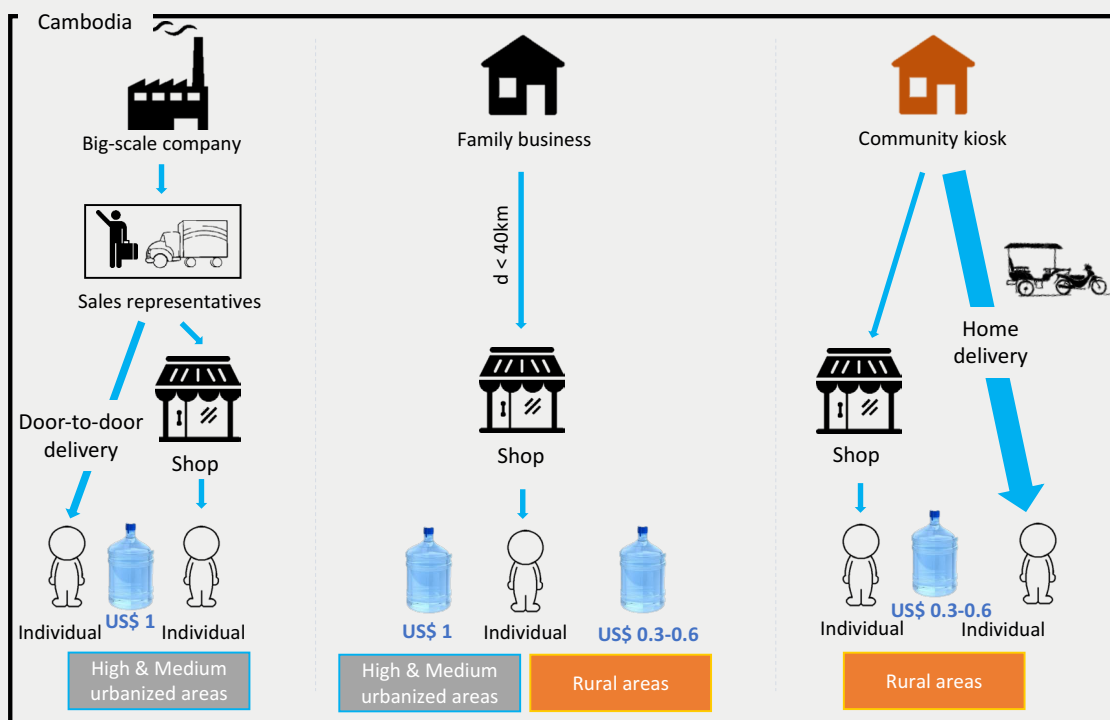 Cambodia
Big-scale company
Sales representatives
Door-to-door
delivery
Shop
Individual
US$ 1
Individual
High & Medium
urbanized areas
Family business
d < 40km
Shop
US$ 1
Individual
US$ 0.3-0.6
High & Medium
urbanized areas
Rural areas
Community kiosk
Home
delivery
Shop
Individual
US$ 0.3-0.6
Individual
Rural areas